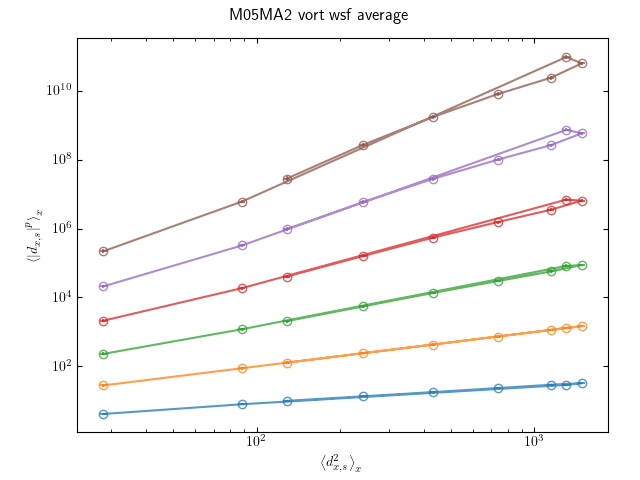 M05MA2 vort wsf average
⟨|d_{x,s}|^p⟩_x
10^{10}
10^8
10^6
10^4
10^2
10^2 10^3
⟨d_{x,s}^2⟩_x